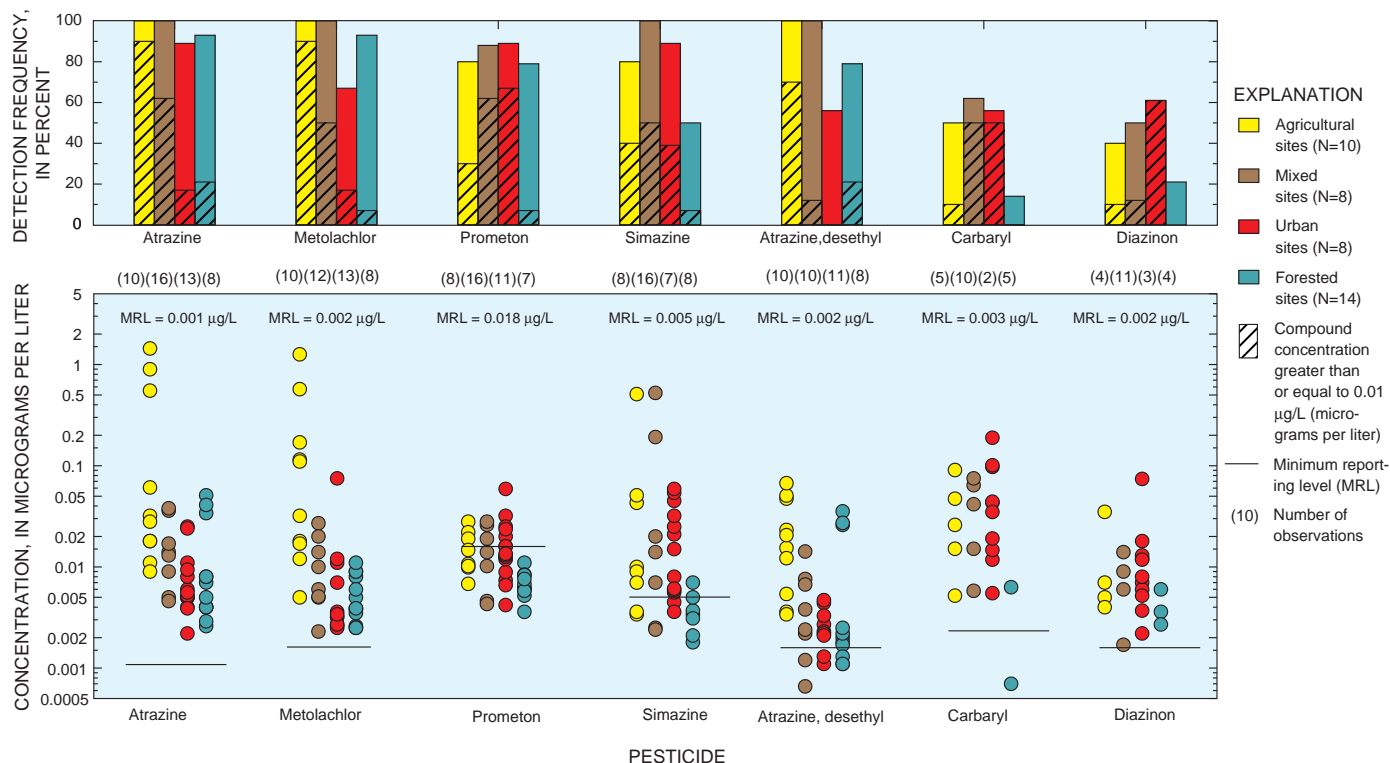 DETECTION FREQUENCY,
IN PERCENT
100
80
60
40
20
0
Atrazine
Metolachlor
Prometon
Simazine
Atrazine,desethyl
Carbaryl
Diazinon
EXPLANATION
Agricultural
sites (N=10)
Mixed
sites (N=8)
Urban
sites (N=8)
Forested
sites (N=14)
Compound
concentration
greater than
or equal to 0.01
µg/L (micro-
grams per liter)
Minimum report-
ing level (MRL)
(10) Number of
observations
CONCENTRATION, IN MICROGRAMS PER LITER
(10)(16)(13)(8)
(10)(12)(13)(8)
(8)(16)(11)(7)
(8)(16)(7)(8)
(10)(10)(11)(8)
(5)(10)(2)(5)
(4)(11)(3)(4)
MRL = 0.001 µg/L
MRL = 0.002 µg/L
MRL = 0.018 µg/L
MRL = 0.005 µg/L
MRL = 0.002 µg/L
MRL = 0.003 µg/L
MRL = 0.002 µg/L
5
2
1
0.5
0.2
0.1
0.05
0.02
0.01
0.005
0.002
0.001
0.0005
Atrazine
Metolachlor
Prometon
Simazine
Atrazine, desethyl
Carbaryl
Diazinon
PESTICIDE